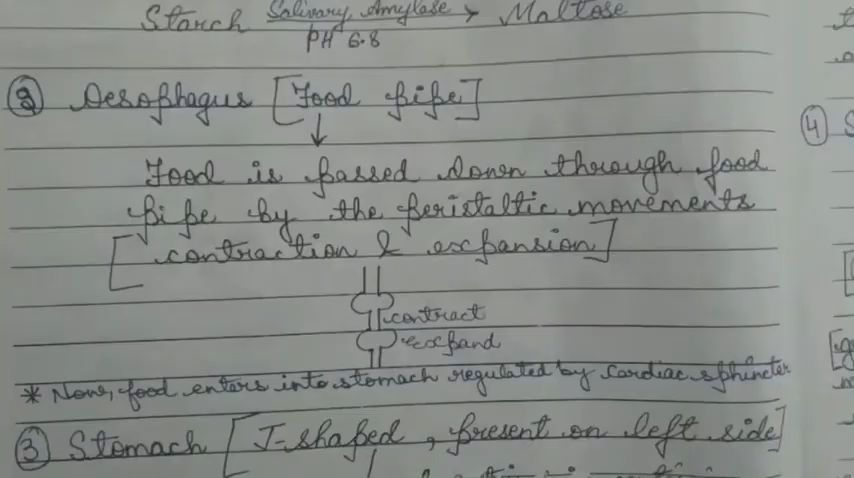 Starch Salivary Amylase → Maltose
PH 6.8
② Oesophagus [Food pipe]
↓
Food is passed down through food
pipe by the peristaltic movements
[contraction & expansion]
contract
expand
* Now, food enters into stomach regulated by cardiac sphincter
③ Stomach [J-shaped, present on left side]
④ S